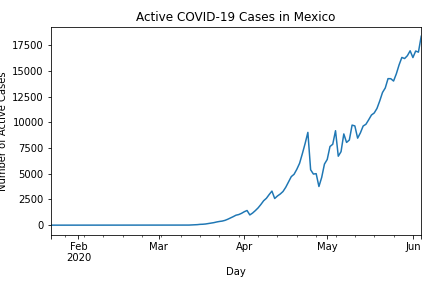 Active COVID-19 Cases in Mexico
Number of Active Cases
17500
15000
12500
10000
7500
5000
2500
0
Feb
2020
Mar
Apr
May
Jun
Day